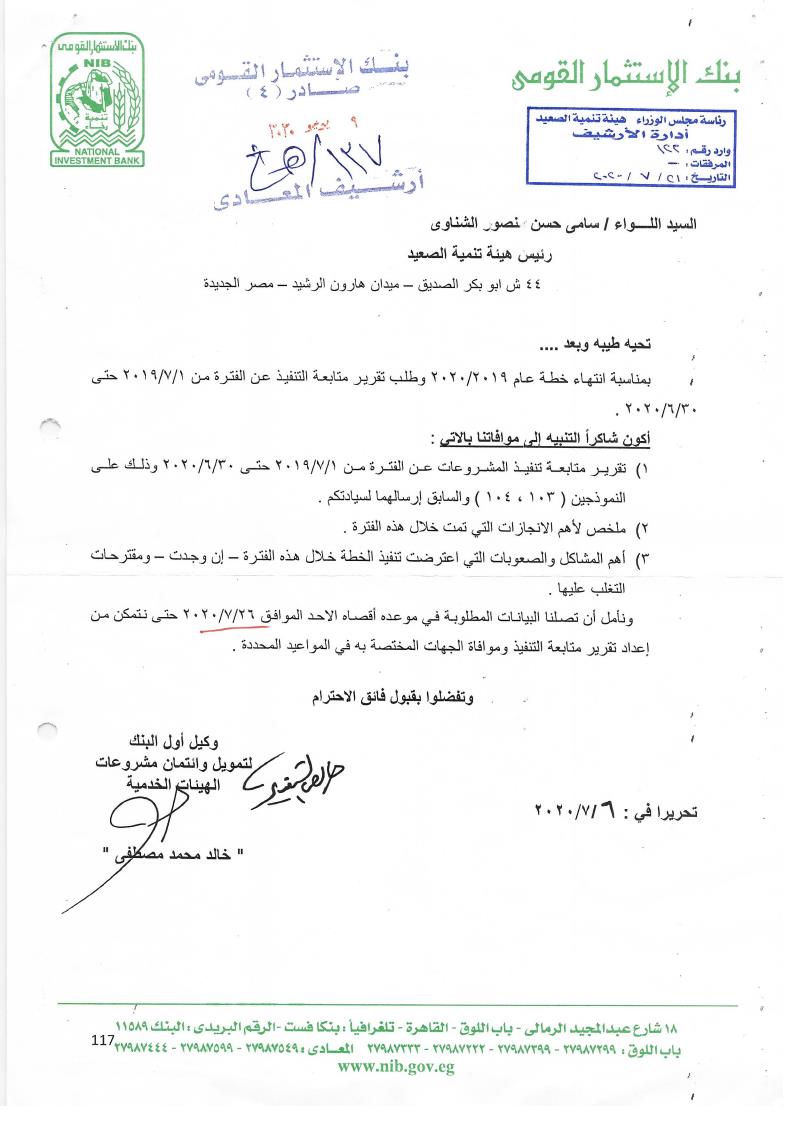 بنك الإستثمار القومى
NIB
تنمية
رخاء
NATIONAL
INVESTMENT BANK
بنك الإستثمار القومى
صادر (٤)
٩ يوليو ٢٠٢٠
١٣٧
أرشيف المعادى
بنك الإستثمار القومى
رئاسة مجلس الوزراء هيئة تنمية الصعيد
أدارة الأرشيف
وارد رقم: ١٢٢
المرفقات: —
التاريخ: ٢١ / ٧ / ٢٠٢٠
السيد اللـــواء / سامى حسن نصور الشناوى
رئيس هيئة تنمية الصعيد
٤٤ ش ابو بكر الصديق – ميدان هارون الرشيد – مصر الجديدة
تحيه طيبه وبعد ....
بمناسبة انتهاء خطة عام ٢٠٢٠/٢٠١٩ وطلب تقرير متابعة التنفيذ عن الفترة من ٢٠١٩/٧/١ حتى
٢٠٢٠/٦/٣٠ .
أكون شاكراً التنبيه إلى موافاتنا بالاتي :
١) تقرير متابعة تنفيذ المشروعات عن الفترة من ٢٠١٩/٧/١ حتى ٢٠٢٠/٦/٣٠ وذلك على
النموذجين ( ١٠٣ ، ١٠٤ ) والسابق إرسالهما لسيادتكم .
٢) ملخص لأهم الانجازات التي تمت خلال هذه الفترة .
٣) أهم المشاكل والصعوبات التي اعترضت تنفيذ الخطة خلال هذه الفترة – إن وجدت – ومقترحات
التغلب عليها .
ونأمل أن تصلنا البيانات المطلوبة في موعده أقصاه الاحد الموافق ٢٠٢٠/٧/٢٦ حتى نتمكن من
إعداد تقرير متابعة التنفيذ وموافاة الجهات المختصة به في المواعيد المحددة .
وتفضلوا بقبول فائق الاحترام
وكيل أول البنك
لتمويل وائتمان مشروعات
الهيئات الخدمية
" خالد محمد مصطفى "
تحريرا في : ٢٠٢٠/٧/٦
١٨ شارع عبدالمجيد الرمالى - باب اللوق - القاهرة - تلغرافياً : بنكا فست - الرقم البريدى : البنك ١١٥٨٩
باب اللوق : ٢٧٩٨٧٢٩٩ - ٢٧٩٨٧٣٩٩ - ٢٧٩٨٧٢٢٢ - ٢٧٩٨٧٣٣٣ المعادى : ٢٧٩٨٧٥٤٩ - ٢٧٩٨٧٥٩٩ - ٢٧٩٨٧٤٤٤
117
www.nib.gov.eg